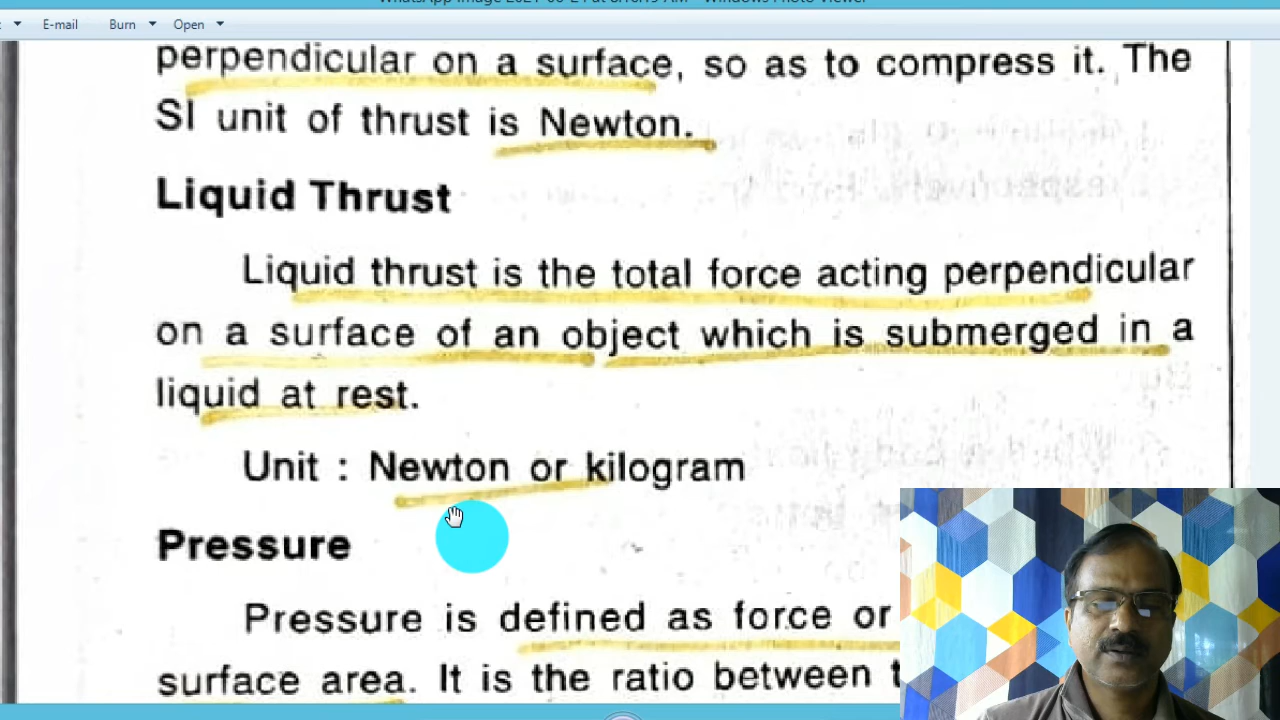 E-mail Burn Open
perpendicular on a surface, so as to compress it. The
SI unit of thrust is Newton.
Liquid Thrust
Liquid thrust is the total force acting perpendicular
on a surface of an object which is submerged in a
liquid at rest.
Unit : Newton or kilogram
Pressure
Pressure is defined as force or
surface area. It is the ratio between